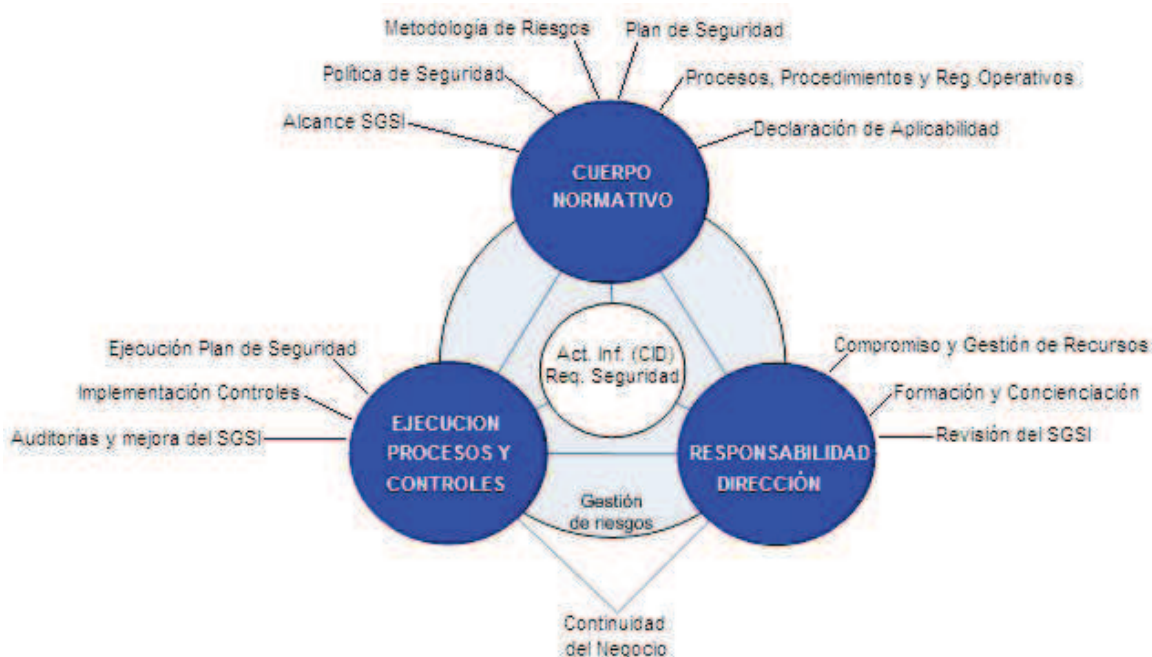 Metodología de Riesgos
Plan de Seguridad
Política de Seguridad
Procesos, Procedimientos y Reg. Operativos
Alcance SGSI
Declaración de Aplicabilidad
CUERPO
NORMATIVO
Act. Inf. (CID)
Req. Seguridad
Ejecución Plan de Seguridad
Implementación Controles
Auditorías y mejora del SGSI
EJECUCION
PROCESOS Y
CONTROLES
Compromiso y Gestión de Recursos
Formación y Concienciación
Revisión del SGSI
RESPONSABILIDAD
DIRECCIÓN
Gestión
de riesgos
Continuidad
del Negocio